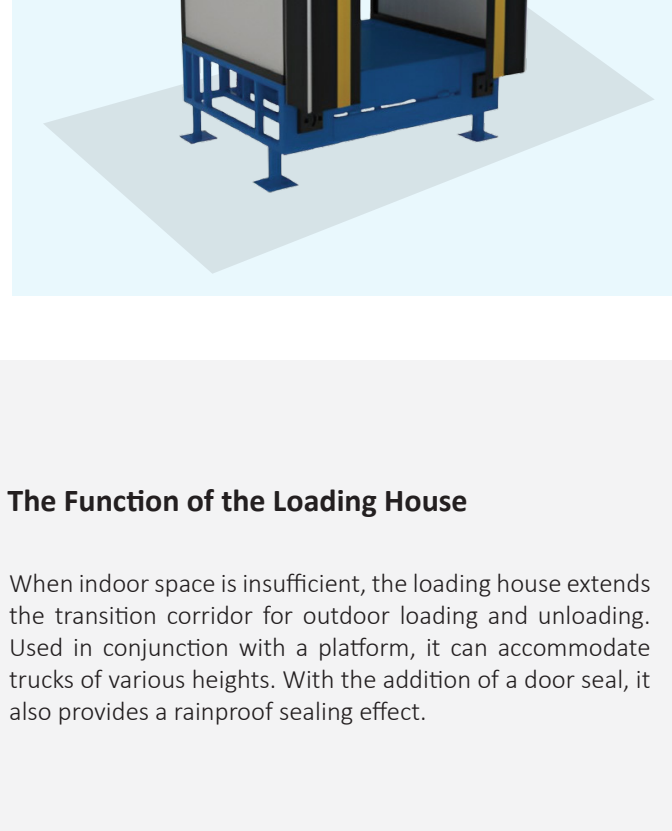 The Function of the Loading House
When indoor space is insufficient, the loading house extends
the transition corridor for outdoor loading and unloading.
Used in conjunction with a platform, it can accommodate
trucks of various heights. With the addition of a door seal, it
also provides a rainproof sealing effect.